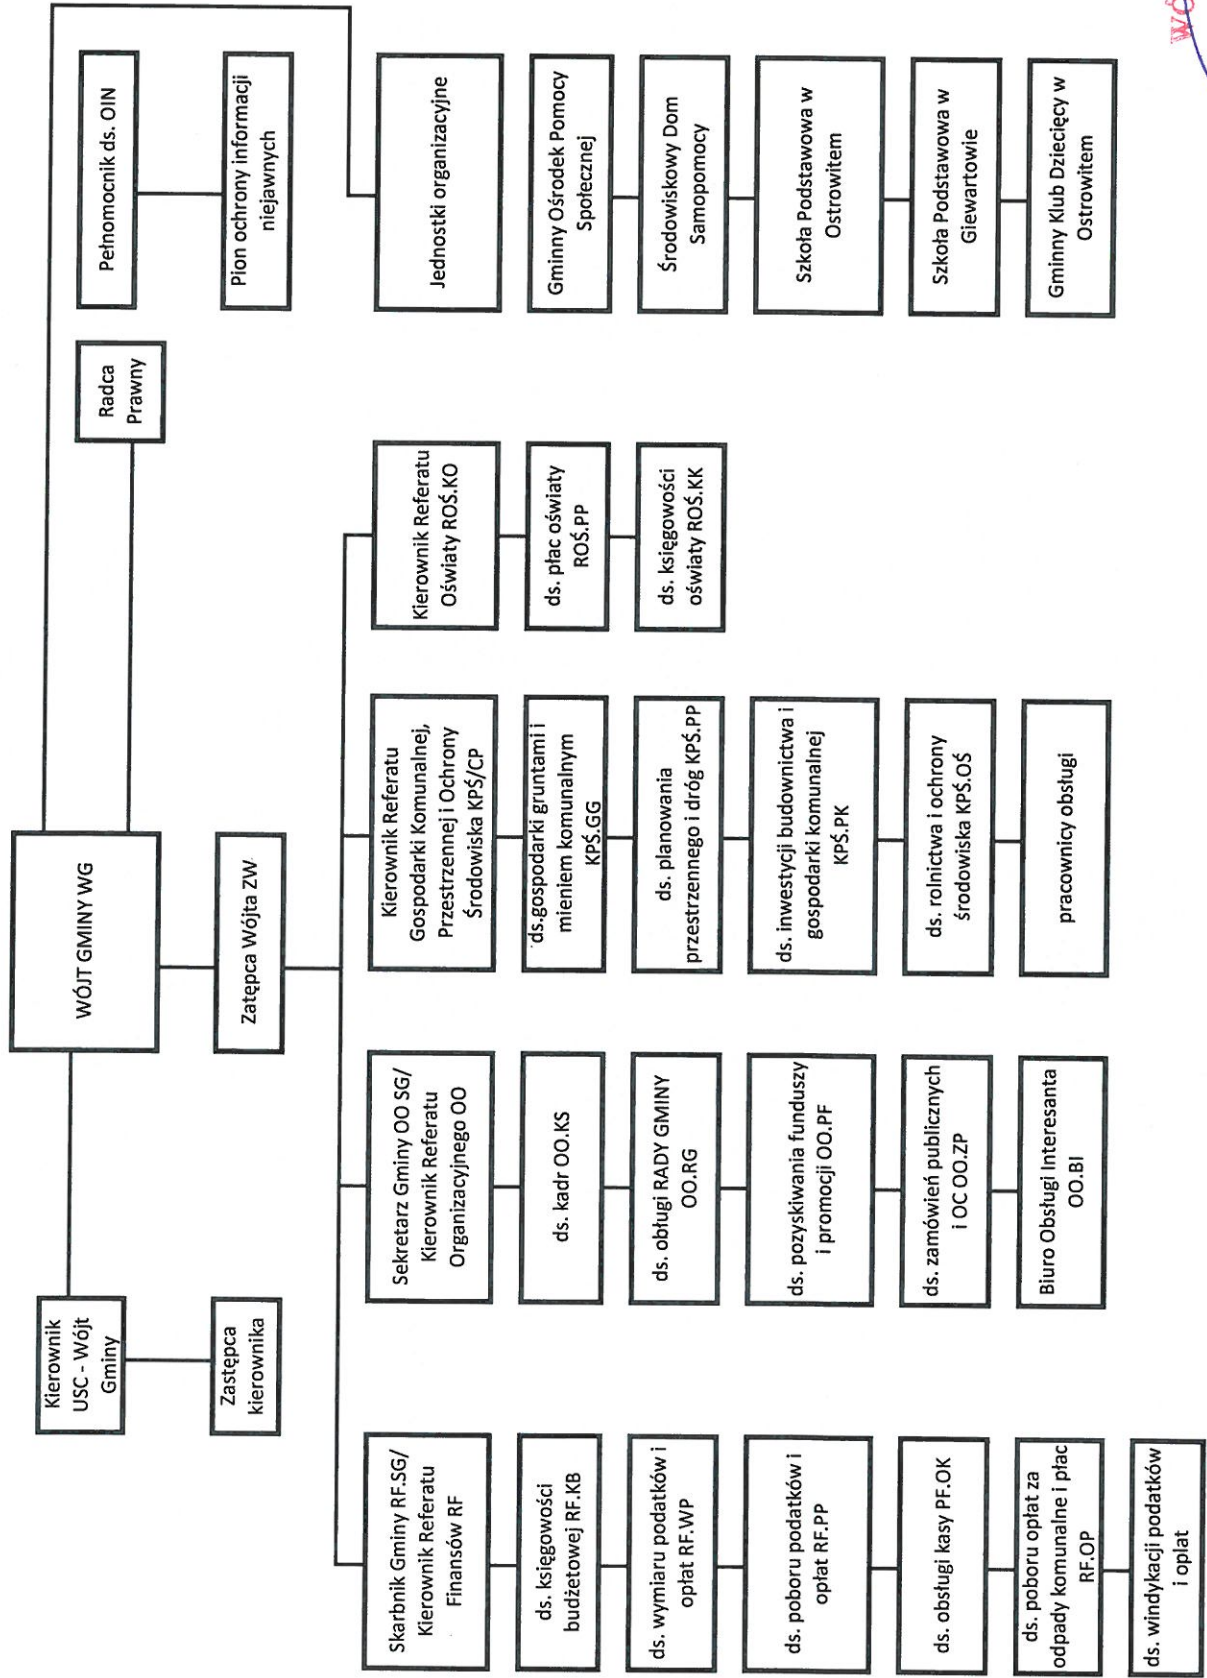 WÓJT GMINY WG
Kierownik
USC - Wójt
Gminy
Zastępca
kierownika
Zatępca Wójta ZW
Radca
Prawny
Pełnomocnik ds. OIN
Pion ochrony informacji
niejawnych
Skarbnik Gminy RF.SG/
Kierownik Referatu
Finansów RF
ds. księgowości
budżetowej RF.KB
ds. wymiaru podatków i
opłat RF.WP
ds. poboru podatków i
opłat RF.PP
ds. obsługi kasy PF.OK
ds. poboru opłat za
odpady komunalne i płac
RF.OP
ds. windykacji podatków
i oplat
Sekretarz Gminy OO SG/
Kierownik Referatu
Organizacyjnego OO
ds. kadr OO.KS
ds. obługi RADY GMINY
OO.RG
ds. pozyskiwania funduszy
i promocji OO.PF
ds. zamówień publicznych
i OC OO.ZP
Biuro Obsługi Interesanta
OO.BI
Kierownik Referatu
Gospodarki Komunalnej,
Przestrzennej i Ochrony
Środowiska KPŚ/CP
ds.gospodarki gruntami i
mieniem komunalnym
KPŚ.GG
ds. planowania
przestrzennego i dróg KPŚ.PP
ds. inwestycji budownictwa i
gospodarki komunalnej
KPŚ.PK
ds. rolnictwa i ochrony
środowiska KPŚ.OŚ
pracownicy obsługi
Kierownik Referatu
Oświaty ROŚ.KO
ds. płac oświaty
ROŚ.PP
ds. księgowości
oświaty ROŚ.KK
Jednostki organizacyjne
Gminny Ośrodek Pomocy
Społecznej
Środowiskowy Dom
Samopomocy
Szkoła Podstawowa w
Ostrowitem
Szkoła Podstawowa w
Giewartowie
Gminny Klub Dziecięcy w
Ostrowitem